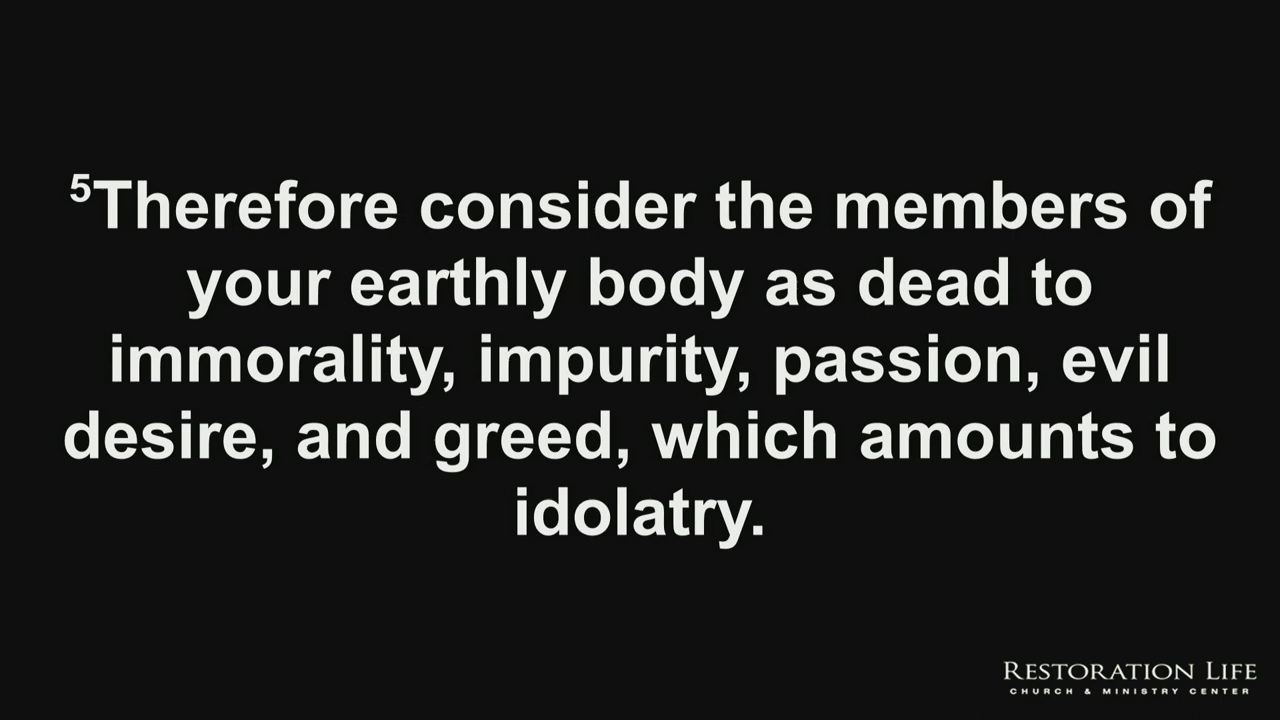 ⁵Therefore consider the members of
your earthly body as dead to
immorality, impurity, passion, evil
desire, and greed, which amounts to
idolatry.
RESTORATION LIFE
CHURCH & MINISTRY CENTER